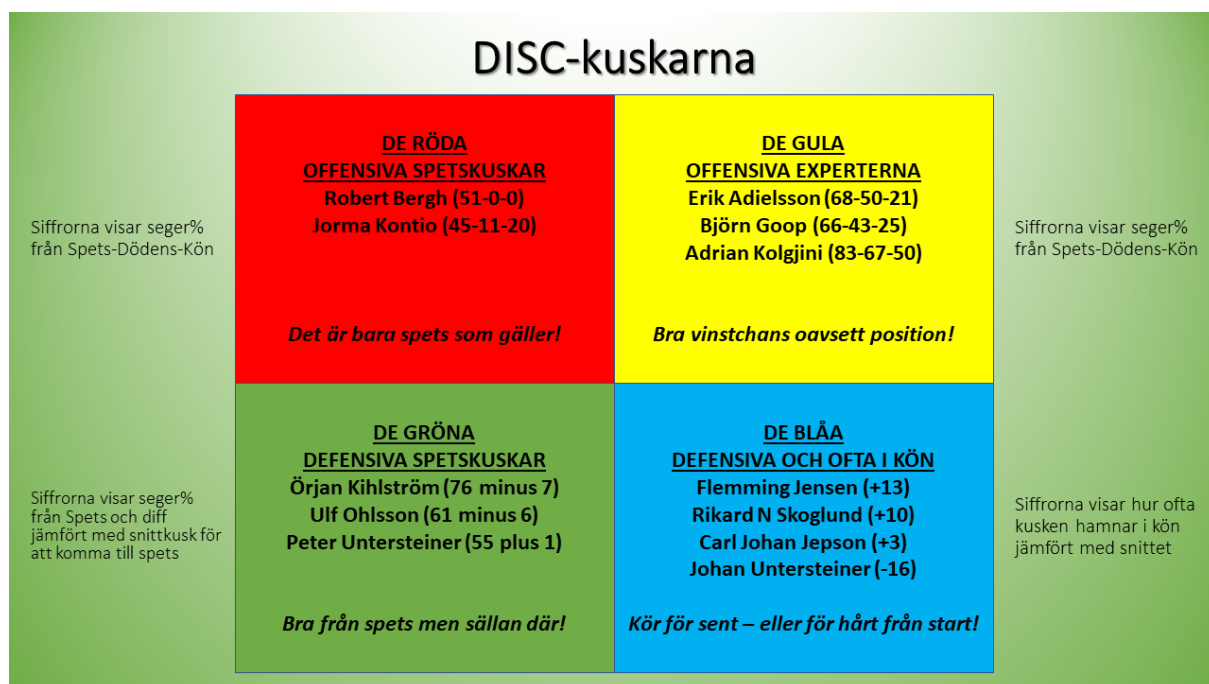 DISC-kuskarna
Siffrorna visar seger%
från Spets-Dödens-Kön
DE RÖDA
OFFENSIVA SPETSKUSKAR
Robert Bergh (51-0-0)
Jorma Kontio (45-11-20)
Det är bara spets som gäller!
DE GULA
OFFENSIVA EXPERTERNA
Erik Adielsson (68-50-21)
Björn Goop (66-43-25)
Adrian Kolgjini (83-67-50)
Bra vinstchans oavsett position!
Siffrorna visar seger%
från Spets-Dödens-Kön
Siffrorna visar seger%
från Spets och diff
jämfört med snittkusk för
att komma till spets
DE GRÖNA
DEFENSIVA SPETSKUSKAR
Örjan Kihlström (76 minus 7)
Ulf Ohlsson (61 minus 6)
Peter Untersteiner (55 plus 1)
Bra från spets men sällan där!
DE BLÅA
DEFENSIVA OCH OFTA I KÖN
Flemming Jensen (+13)
Rikard N Skoglund (+10)
Carl Johan Jepson (+3)
Johan Untersteiner (-16)
Kör för sent – eller för hårt från start!
Siffrorna visar hur ofta
kusken hamnar i kön
jämfört med snittet